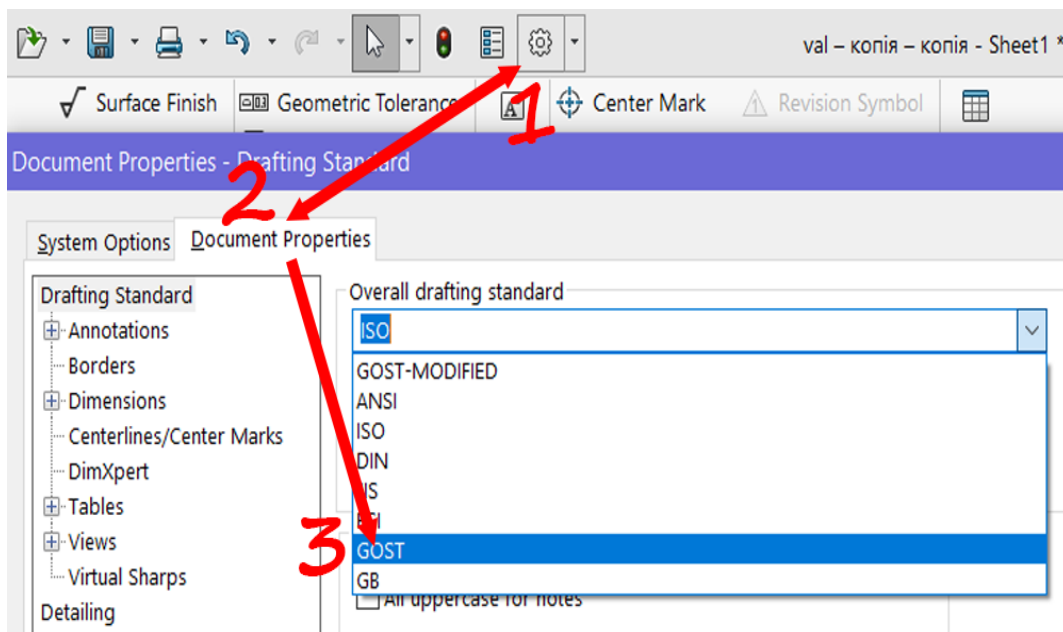 val – копія – копія - Sheet1 *
Surface Finish Geometric Tolerance A Center Mark Revision Symbol
1
Document Properties - Drafting Standard
2
System Options Document Properties
Drafting Standard
Overall drafting standard
Annotations
ISO
Borders
GOST-MODIFIED
Dimensions
ANSI
Centerlines/Center Marks
ISO
DimXpert
DIN
Tables
Views
3
GOST
Virtual Sharps
GB
Detailing
All uppercase for notes